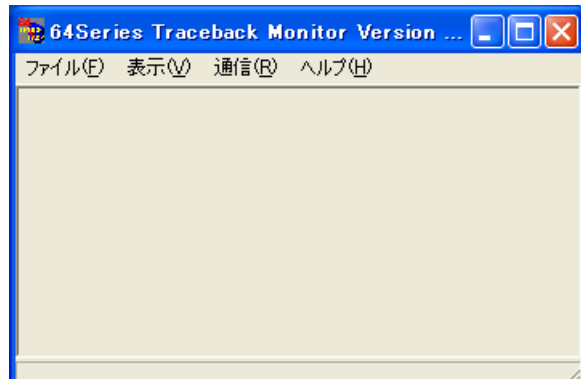 64Series Traceback Monitor Version ...
ファイル(F) 表示(V) 通信(R) ヘルプ(H)